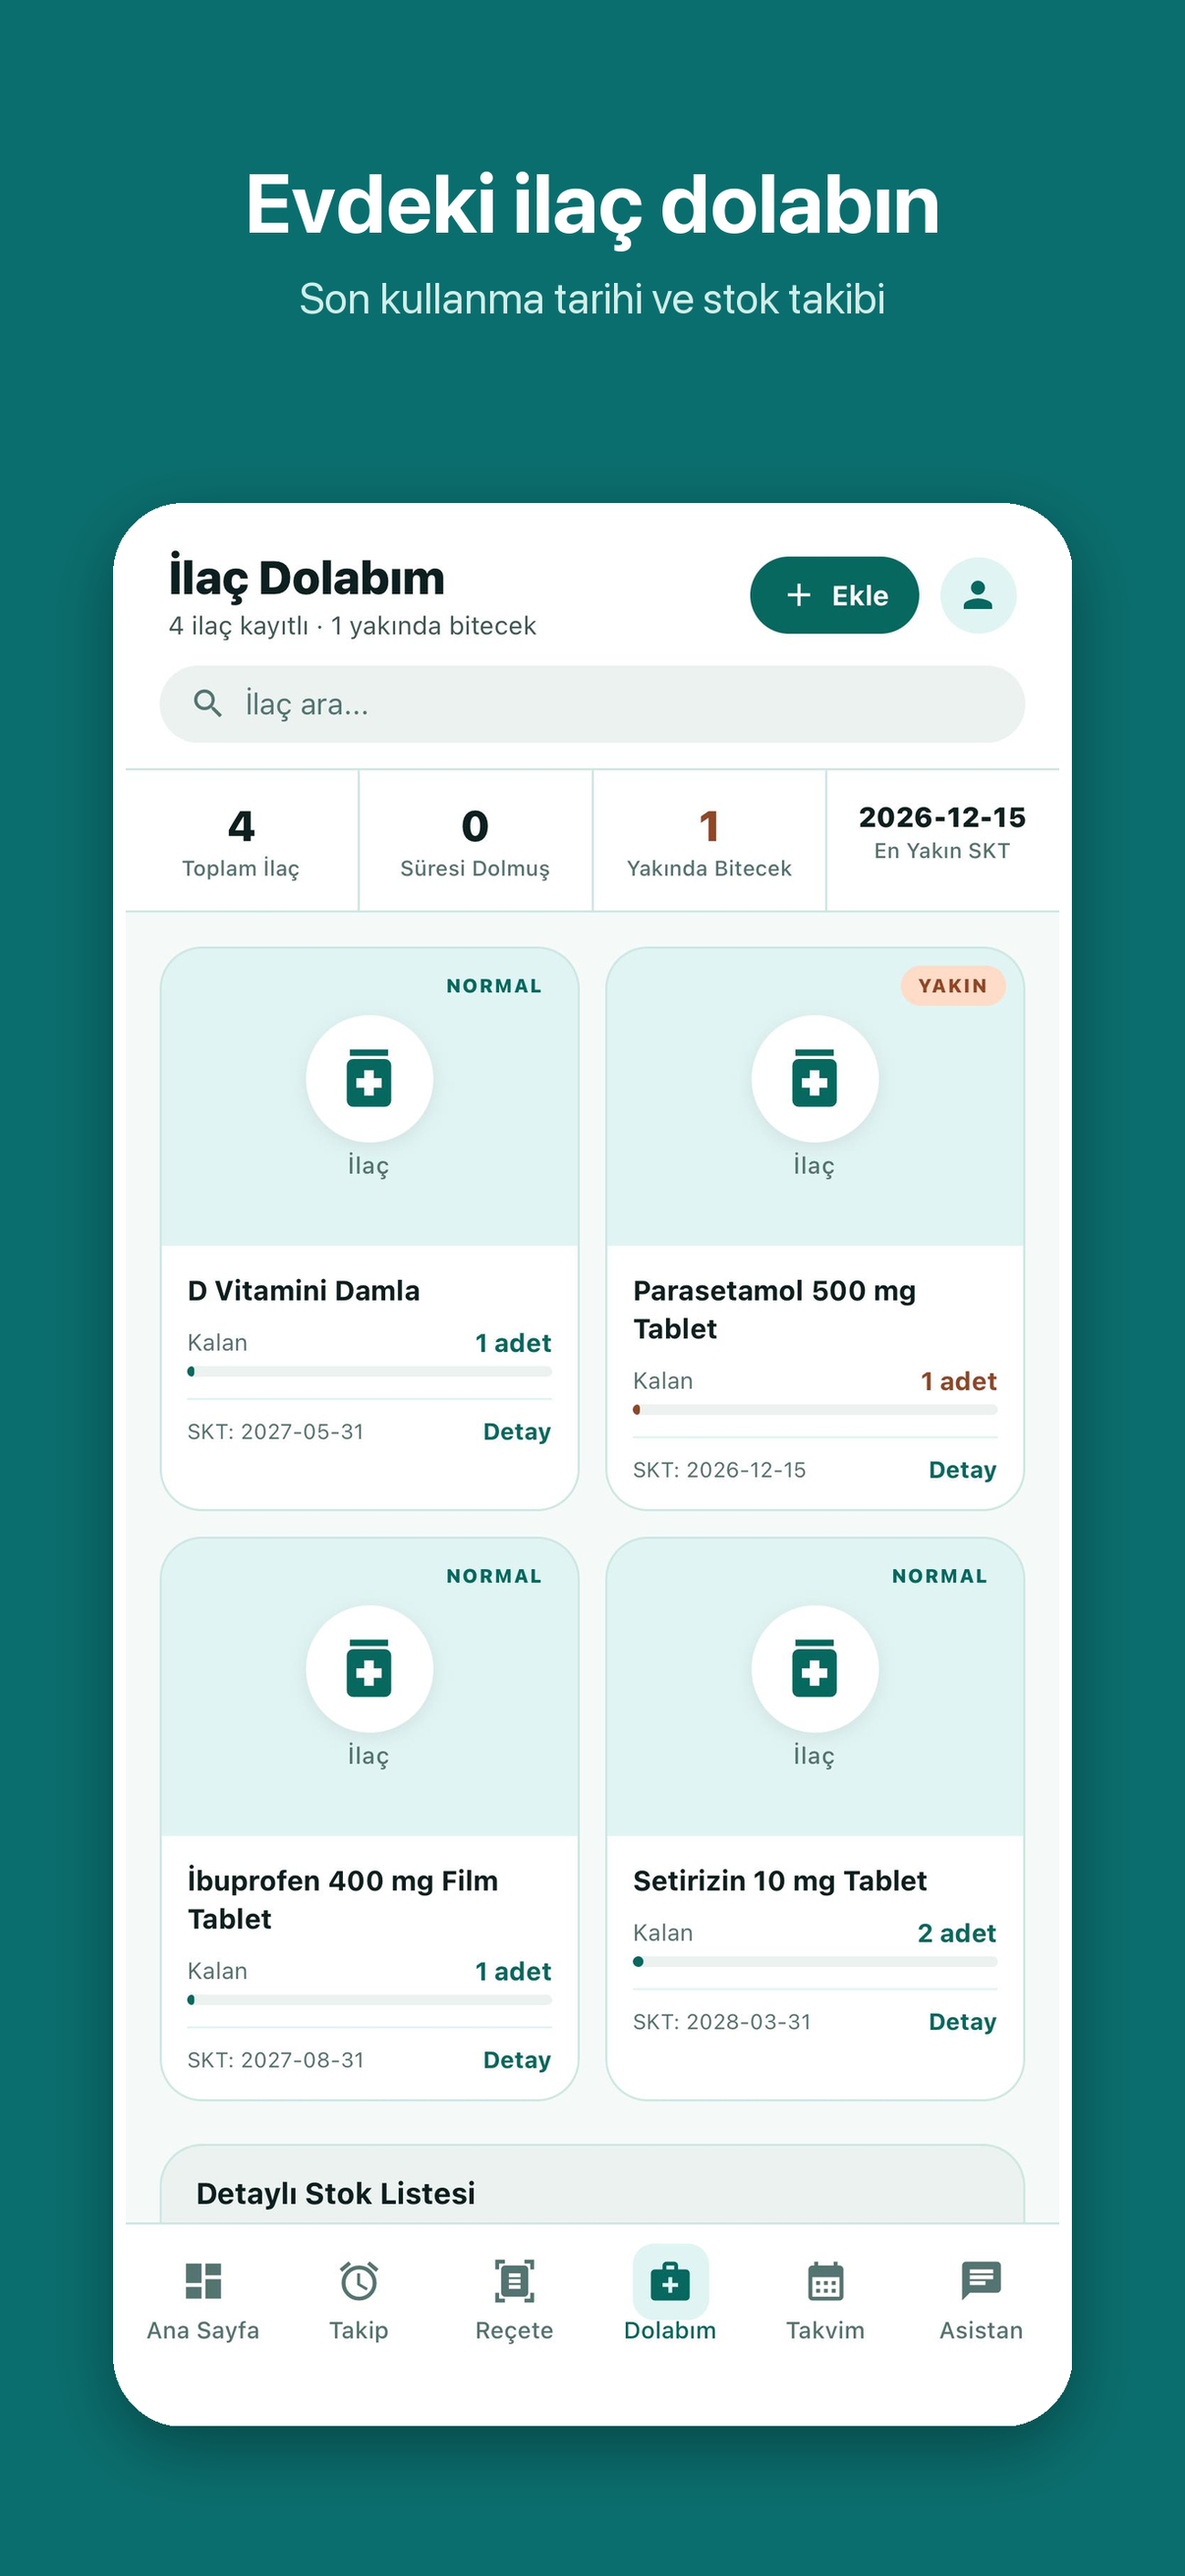 Evdeki ilaç dolabın
Son kullanma tarihi ve stok takibi
İlaç Dolabım
4 ilaç kayıtlı · 1 yakında bitecek
+ Ekle
İlaç ara...
4
Toplam İlaç
0
Süresi Dolmuş
1
Yakında Bitecek
2026-12-15
En Yakın SKT
NORMAL
İlaç
D Vitamini Damla
Kalan 1 adet
SKT: 2027-05-31 Detay
YAKIN
İlaç
Parasetamol 500 mg
Tablet
Kalan 1 adet
SKT: 2026-12-15 Detay
NORMAL
İlaç
İbuprofen 400 mg Film
Tablet
Kalan 1 adet
SKT: 2027-08-31 Detay
NORMAL
İlaç
Setirizin 10 mg Tablet
Kalan 2 adet
SKT: 2028-03-31 Detay
Detaylı Stok Listesi
Ana Sayfa
Takip
Reçete
Dolabım
Takvim
Asistan